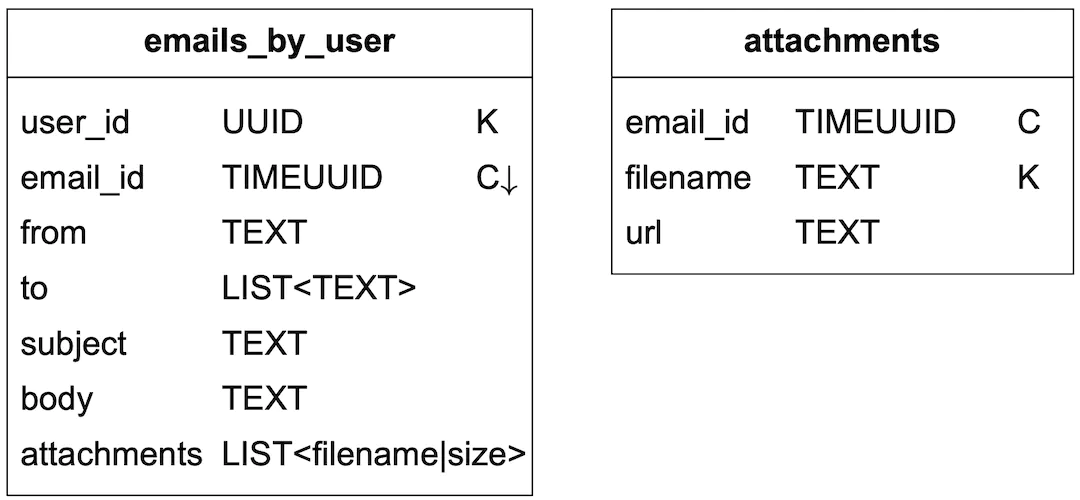 emails_by_user
user_id UUID K
email_id TIMEUUID C↓
from TEXT
to LIST<TEXT>
subject TEXT
body TEXT
attachments LIST<filename|size>
attachments
email_id TIMEUUID C
filename TEXT K
url TEXT